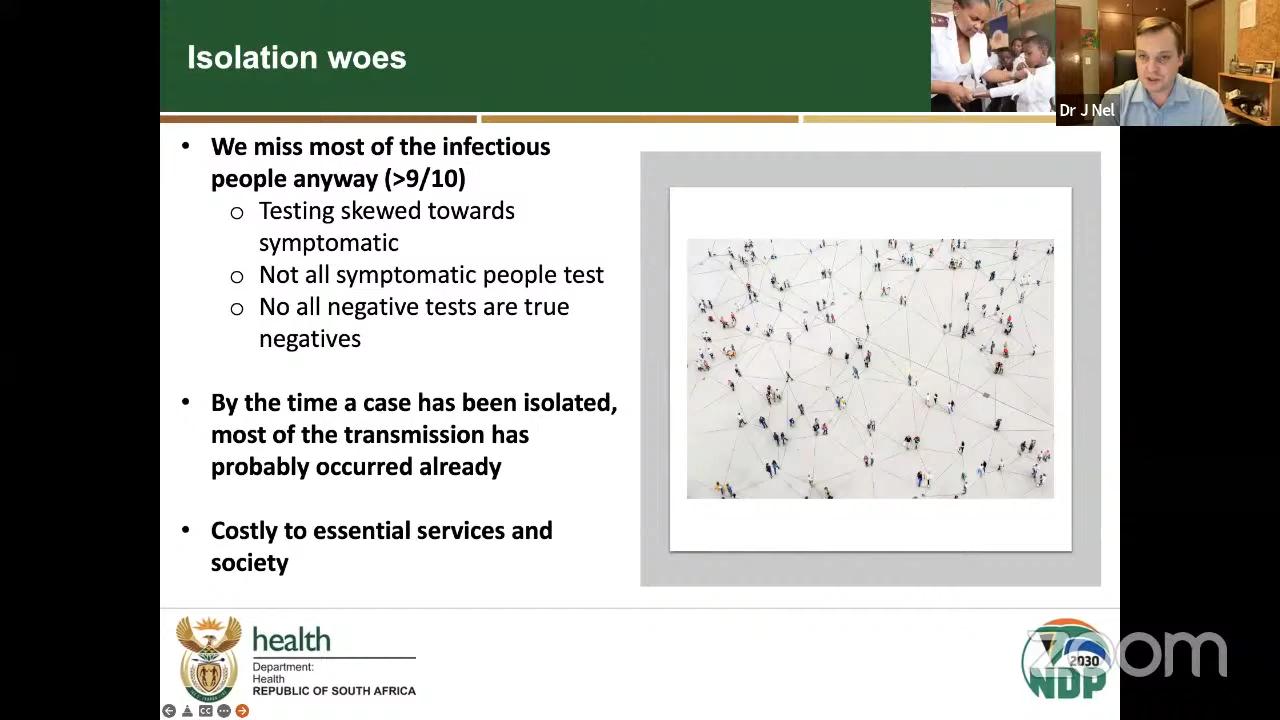 Isolation woes
Dr J Nel
• We miss most of the infectious
people anyway (>9/10)
o Testing skewed towards
symptomatic
o Not all symptomatic people test
o No all negative tests are true
negatives
• By the time a case has been isolated,
most of the transmission has
probably occurred already
• Costly to essential services and
society
health
Department:
Health
REPUBLIC OF SOUTH AFRICA
2030
NDP
zoom
CC